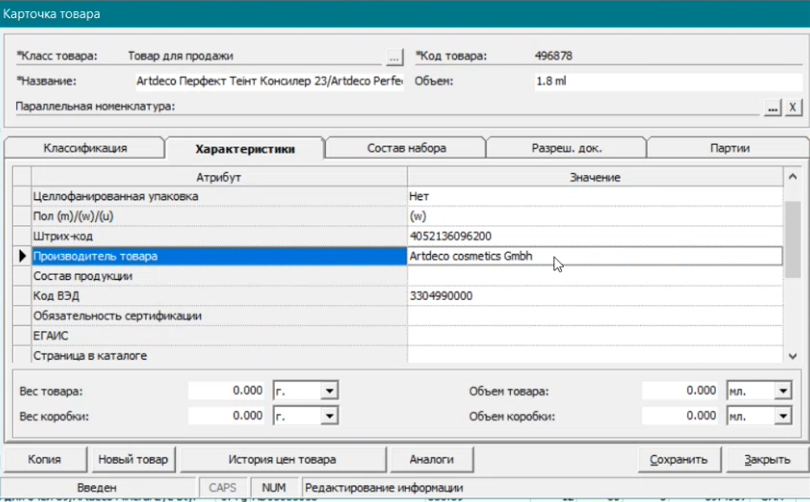 Карточка товара
*Класс товара: Товар для продажи ... *Код товара: 496878
*Название: Artdeco Перфект Теінт Консилер 23/Artdeco Perfe Объем: 1.8 ml
Параллельная номенклатура: ... X
Классификация Характеристики Состав набора Разреш. док. Партии
Атрибут Значение
Целлофанированная упаковка Нет
Пол (m)/(w)/(u) (w)
Штрих-код 4052136096200
Производитель товара Artdeco cosmetics Gmbh
Состав продукции
Код ВЭД 3304990000
Обязательность сертификации
ЕГАИС
Страница в каталоге
Вес товара: 0.000 г. Объем товара: 0.000 мл.
Вес коробки: 0.000 г. Объем коробки: 0.000 мл.
Копия Новый товар История цен товара Аналоги Сохранить Закрыть
Введен CAPS NUM Редактирование информации